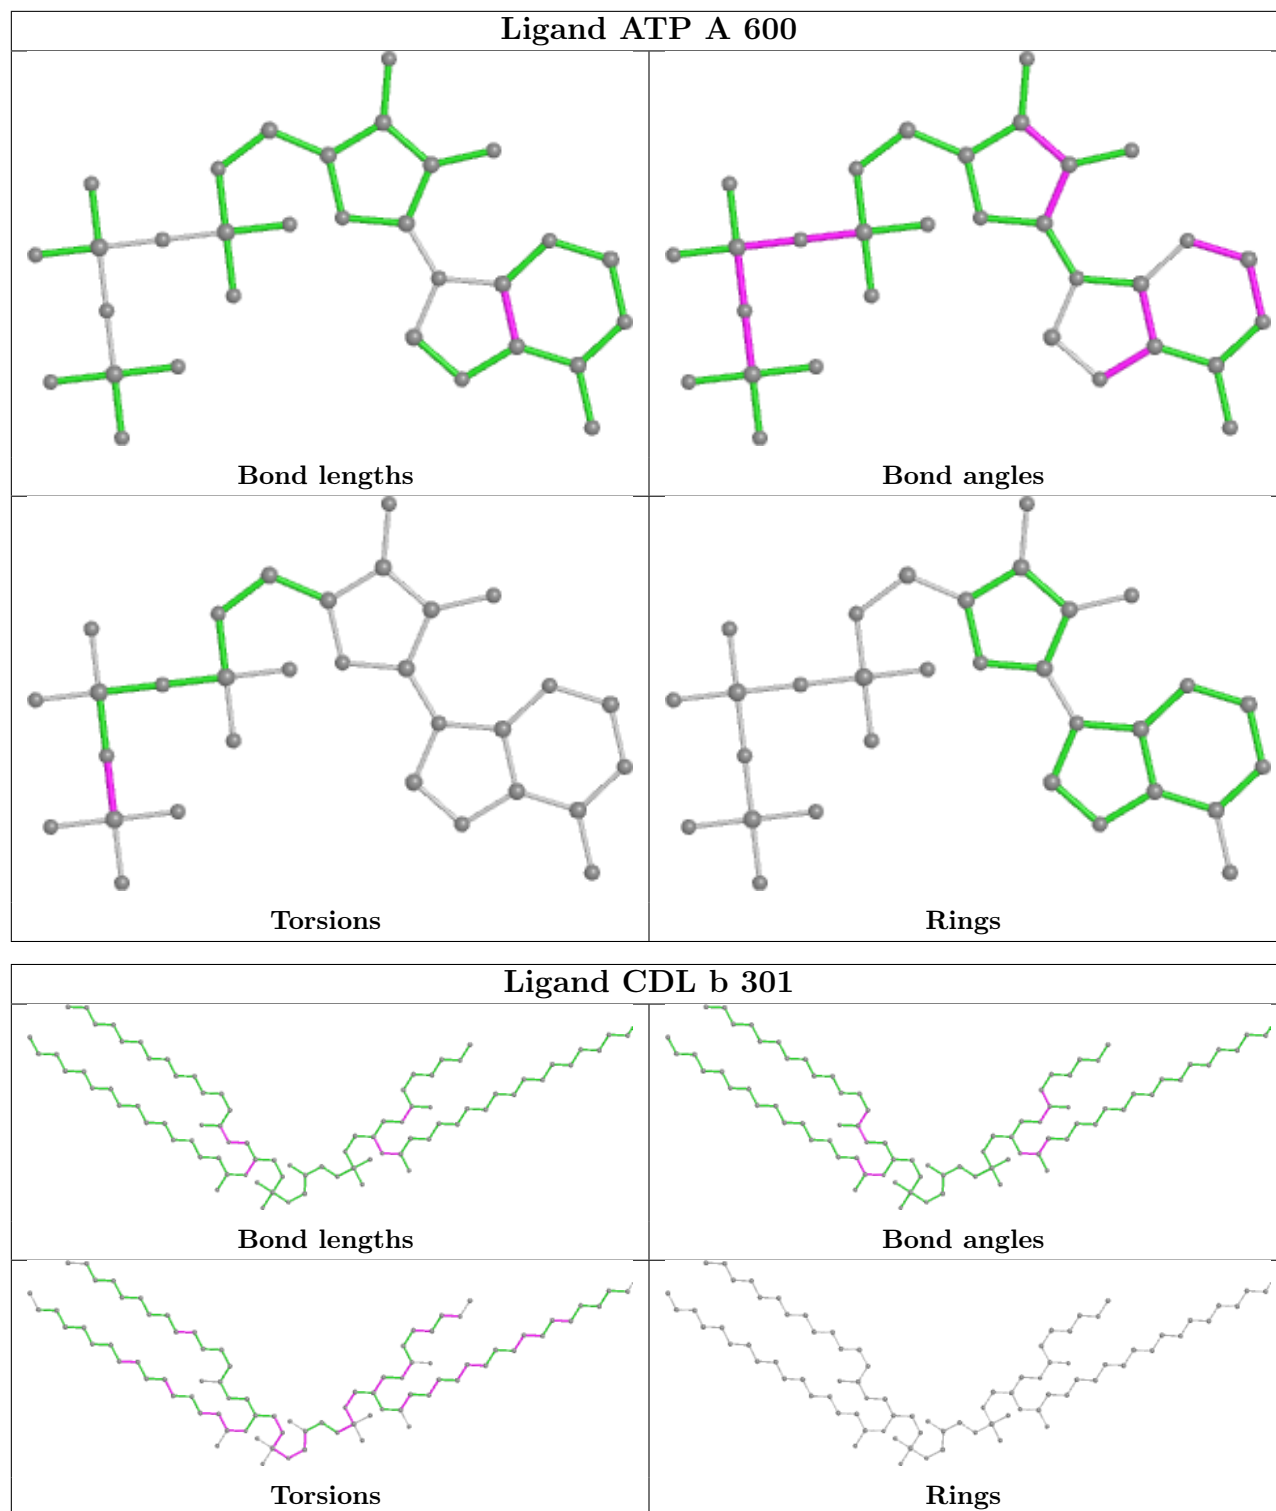 Ligand ATP A 600
Bond lengths
Bond angles
Torsions
Rings
Ligand CDL b 301
Bond lengths
Bond angles
Torsions
Rings